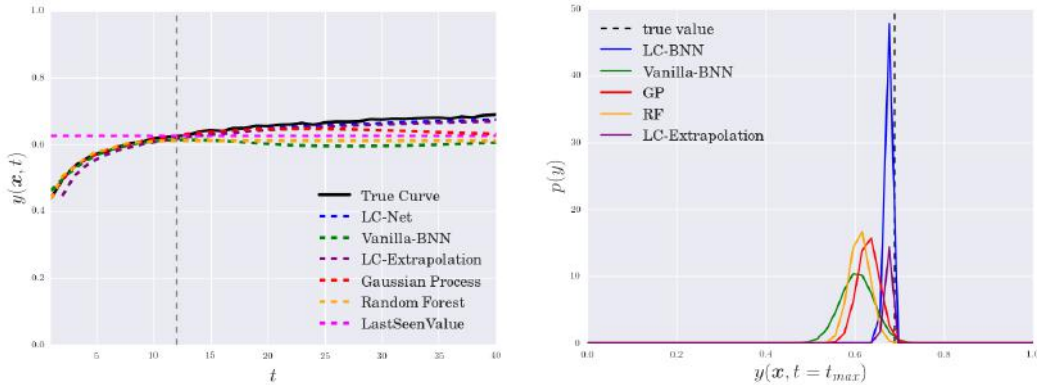 1.0
0.8
0.6
0.4
0.2
0.0
y(x, t)
5
10
15
20
25
30
35
40
t
True Curve
LC-Net
Vanilla-BNN
LC-Extrapolation
Gaussian Process
Random Forest
LastSeenValue
50
40
30
20
10
0
p(y)
0.0
0.2
0.4
0.6
0.8
1.0
y(x, t = t_max)
true value
LC-BNN
Vanilla-BNN
GP
RF
LC-Extrapolation